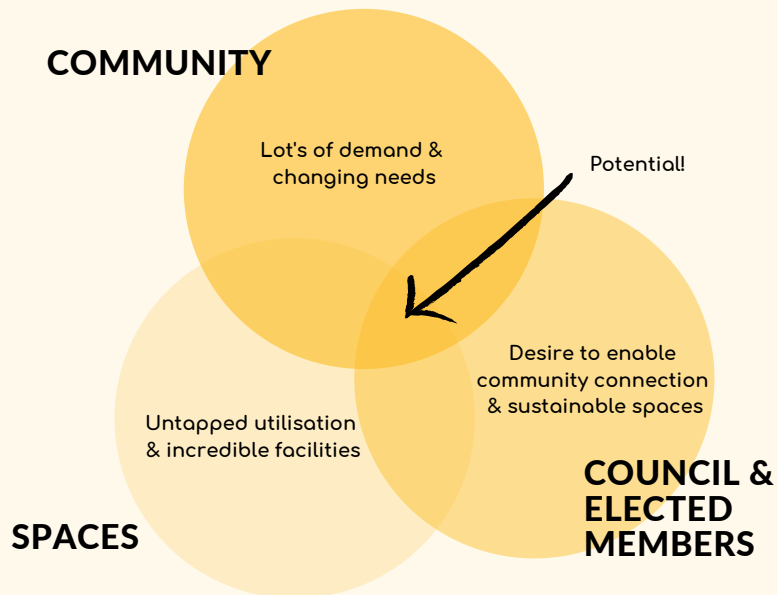 COMMUNITY
Lot's of demand &
changing needs
Potential!
Desire to enable
community connection
& sustainable spaces
Untapped utilisation
& incredible facilities
COUNCIL &
ELECTED
MEMBERS
SPACES